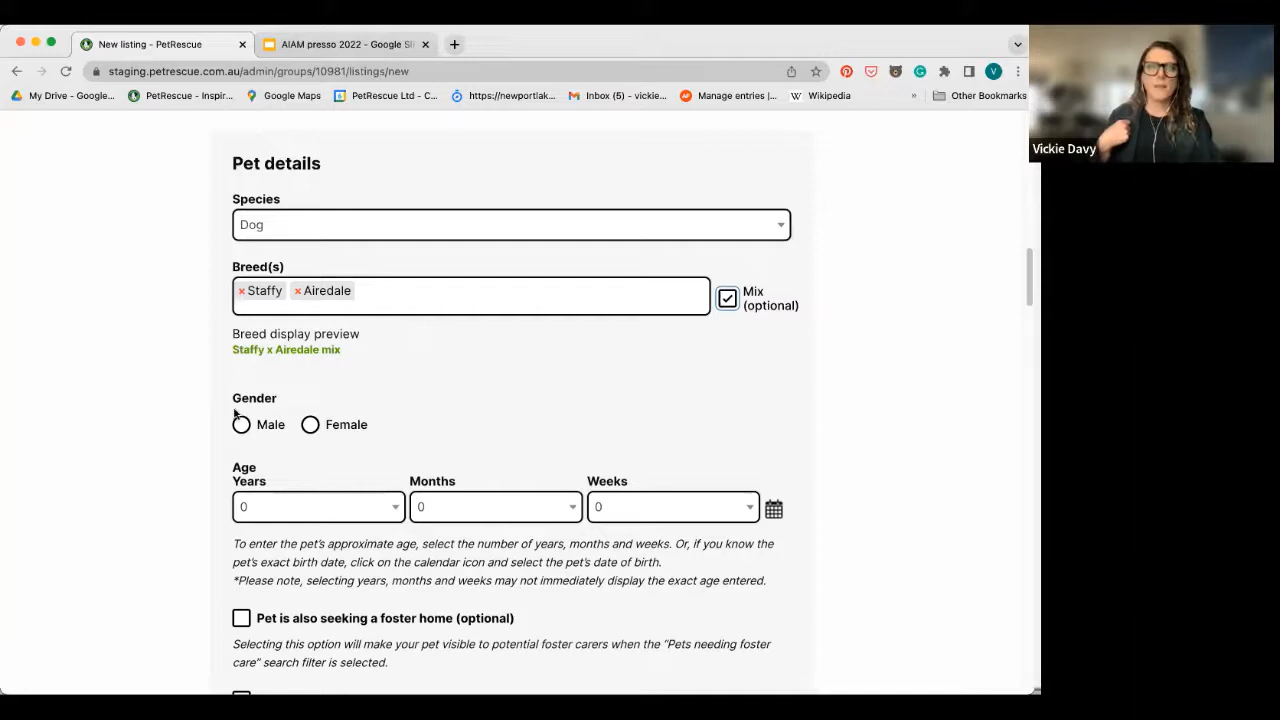 New listing - PetRescue
AIAM presso 2022 - Google Sli
staging.petrescue.com.au/admin/groups/10981/listings/new
V
My Drive - Google...
PetRescue - Inspir...
Google Maps
PetRescue Ltd - C...
https://newportlak...
Inbox (6) - vickie...
Manage entries |...
Wikipedia
»
Other Bookmarks
Vickie Davy
Pet details
Species
Dog
Breed(s)
× Staffy × Airedale
Mix
(optional)
Breed display preview
Staffy x Airedale mix
Gender
Male Female
Age
Years Months Weeks
0 0 0
To enter the pet's approximate age, select the number of years, months and weeks. Or, if you know the
pet's exact birth date, click on the calendar icon and select the pet's date of birth.
*Please note, selecting years, months and weeks may not immediately display the exact age entered.
Pet is also seeking a foster home (optional)
Selecting this option will make your pet visible to potential foster carers when the "Pets needing foster
care" search filter is selected.